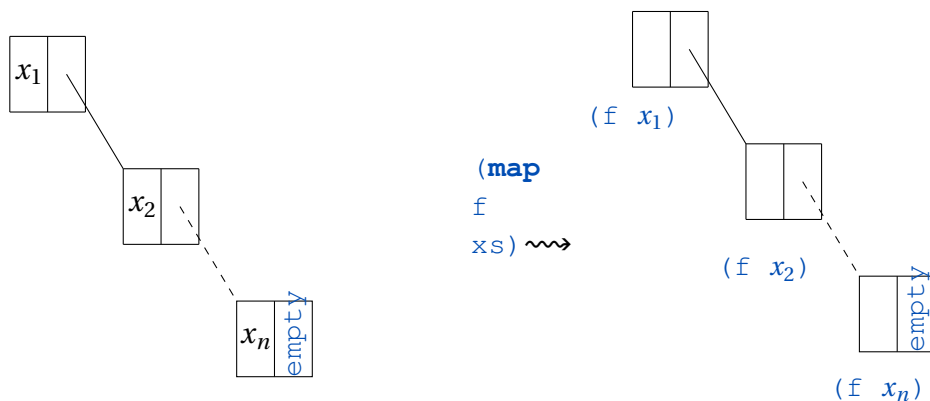 x₁
x₂
xₙ
empty
(map
f
xs) ⇝
(f x₁)
(f x₂)
empty
(f xₙ)